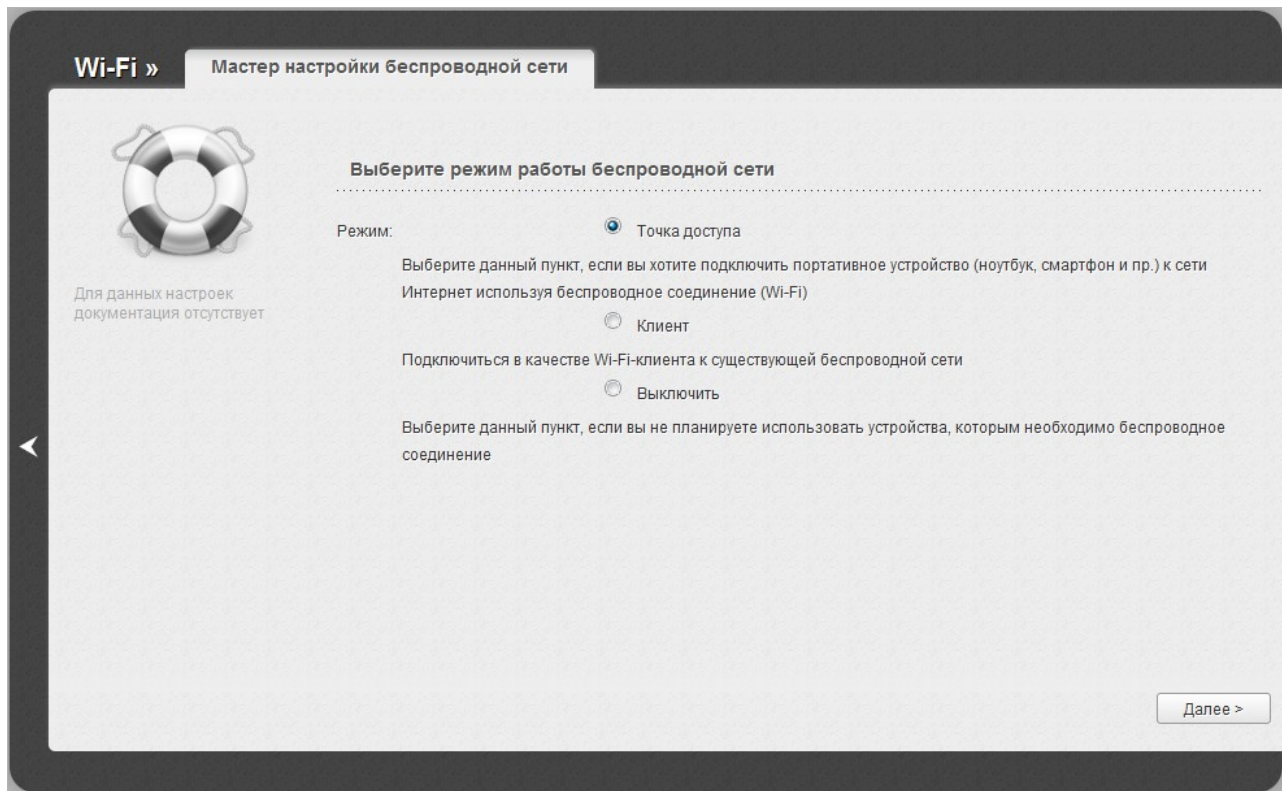 Wi-Fi »
Мастер настройки беспроводной сети
Для данных настроек
документация отсутствует
Выберите режим работы беспроводной сети
Режим:
Точка доступа
Выберите данный пункт, если вы хотите подключить портативное устройство (ноутбук, смартфон и пр.) к сети
Интернет используя беспроводное соединение (Wi-Fi)
Клиент
Подключиться в качестве Wi-Fi-клиента к существующей беспроводной сети
Выключить
Выберите данный пункт, если вы не планируете использовать устройства, которым необходимо беспроводное
соединение
Далее >